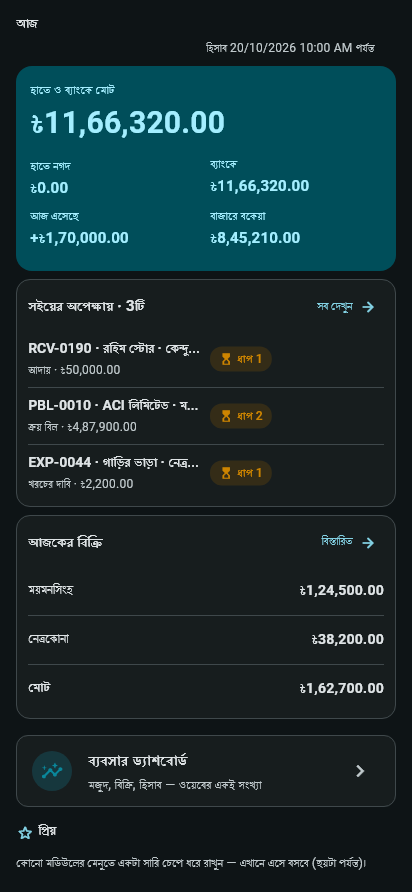 আজ
হিসাব 20/10/2026 10:00 AM পর্যন্ত
হাতে ও ব্যাংকে মোট
৳11,66,320.00
হাতে নগদ
৳0.00
ব্যাংকে
৳11,66,320.00
আজ এসেছে
+৳1,70,000.00
বাজারে বকেয়া
৳8,45,210.00
সইয়ের অপেক্ষায় · 3টি
সব দেখুন
RCV-0190 · রহিম স্টোর · কেন্দু...
আদায় · ৳50,000.00
ধাপ 1
PBL-0010 · ACI লিমিটেড · ম...
ক্রয় বিল · ৳4,87,900.00
ধাপ 2
EXP-0044 · গাড়ির ভাড়া · নেত্র...
খরচের দাবি · ৳2,200.00
ধাপ 1
আজকের বিক্রি
বিস্তারিত
ময়মনসিংহ
৳1,24,500.00
নেত্রকোনা
৳38,200.00
মোট
৳1,62,700.00
ব্যবসার ড্যাশবোর্ড
মজুদ, বিক্রি, হিসাব — ওয়েবের একই সংখ্যা
প্রিয়
কোনো মডিউলের মেনুতে একটা সারি চেপে ধরে রাখুন — এখানে এসে বসবে (ছয়টা পর্যন্ত)।